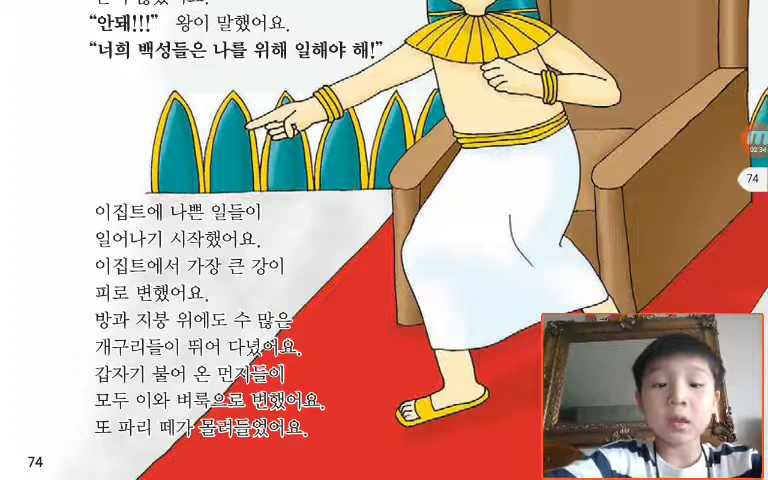 “안돼!!!” 왕이 말했어요.
“너희 백성들은 나를 위해 일해야 해!”
이집트에 나쁜 일들이
일어나기 시작했어요.
이집트에서 가장 큰 강이
피로 변했어요.
방과 지붕 위에도 수 많은
개구리들이 뛰어 다녔어요.
갑자기 불어 온 먼지들이
모두 이와 벼룩으로 변했어요.
또 파리 떼가 몰려들었어요.
74
02:34
74